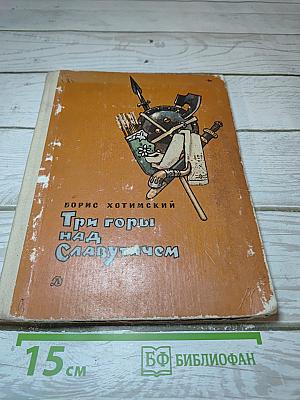 БОРИС ХОТИМСКИЙ
Три горы
над
Славутичем
15 см
БФ БИБЛИОФАН